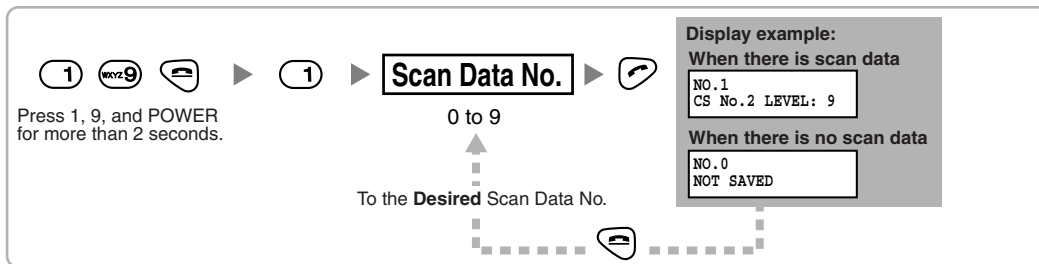 1 wxyz9 1 Scan Data No.
Press 1, 9, and POWER
for more than 2 seconds.
0 to 9
To the Desired Scan Data No.
Display example:
When there is scan data
NO.1
CS No.2 LEVEL: 9
When there is no scan data
NO.0
NOT SAVED